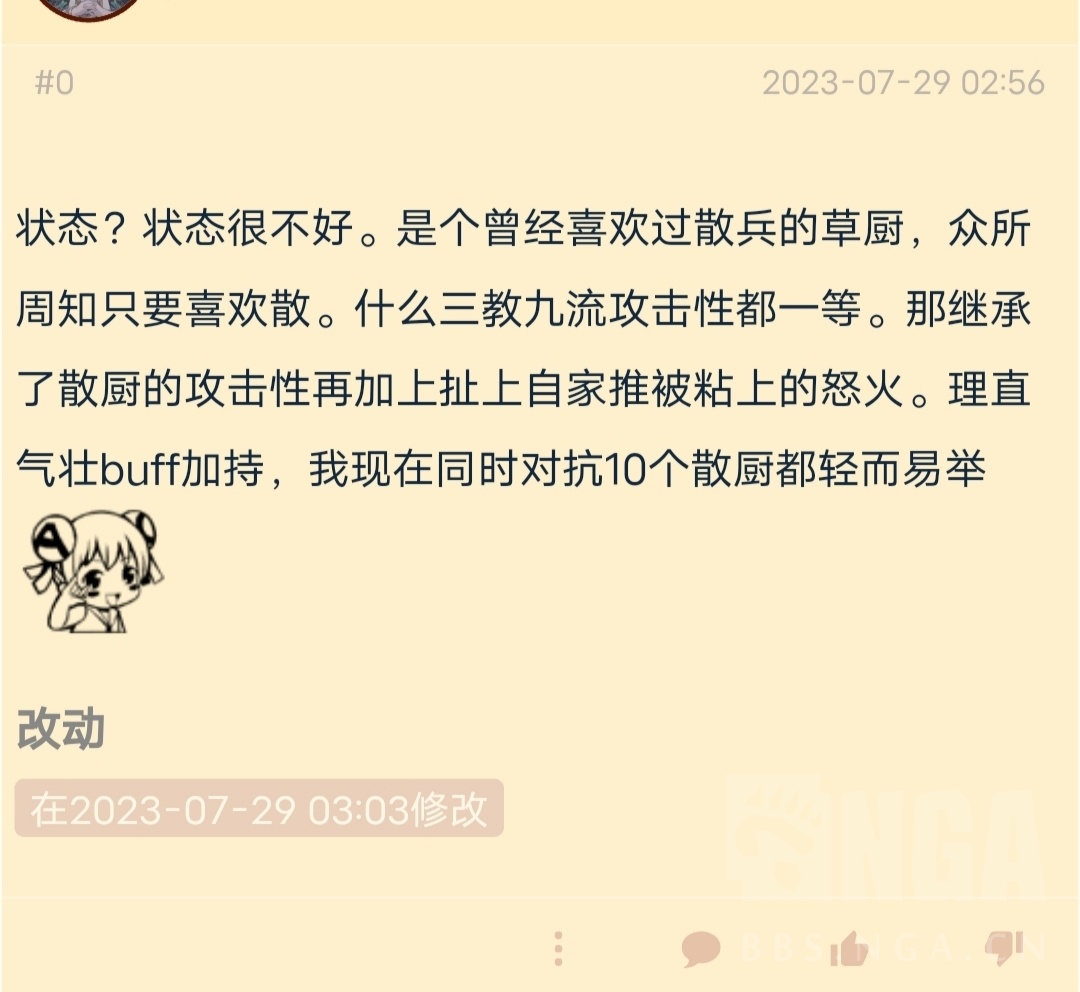 #0 2023-07-29 02:56
状态？状态很不好。是个曾经喜欢过散兵的草厨，众所
周知只要喜欢散。什么三教九流攻击性都一等。那继承
了散厨的攻击性再加上扯上自家推被粘上的怒火。理直
气壮buff加持，我现在同时对抗10个散厨都轻而易举
改动
在2023-07-29 03:03修改
NGA
BBS.NGA.CN